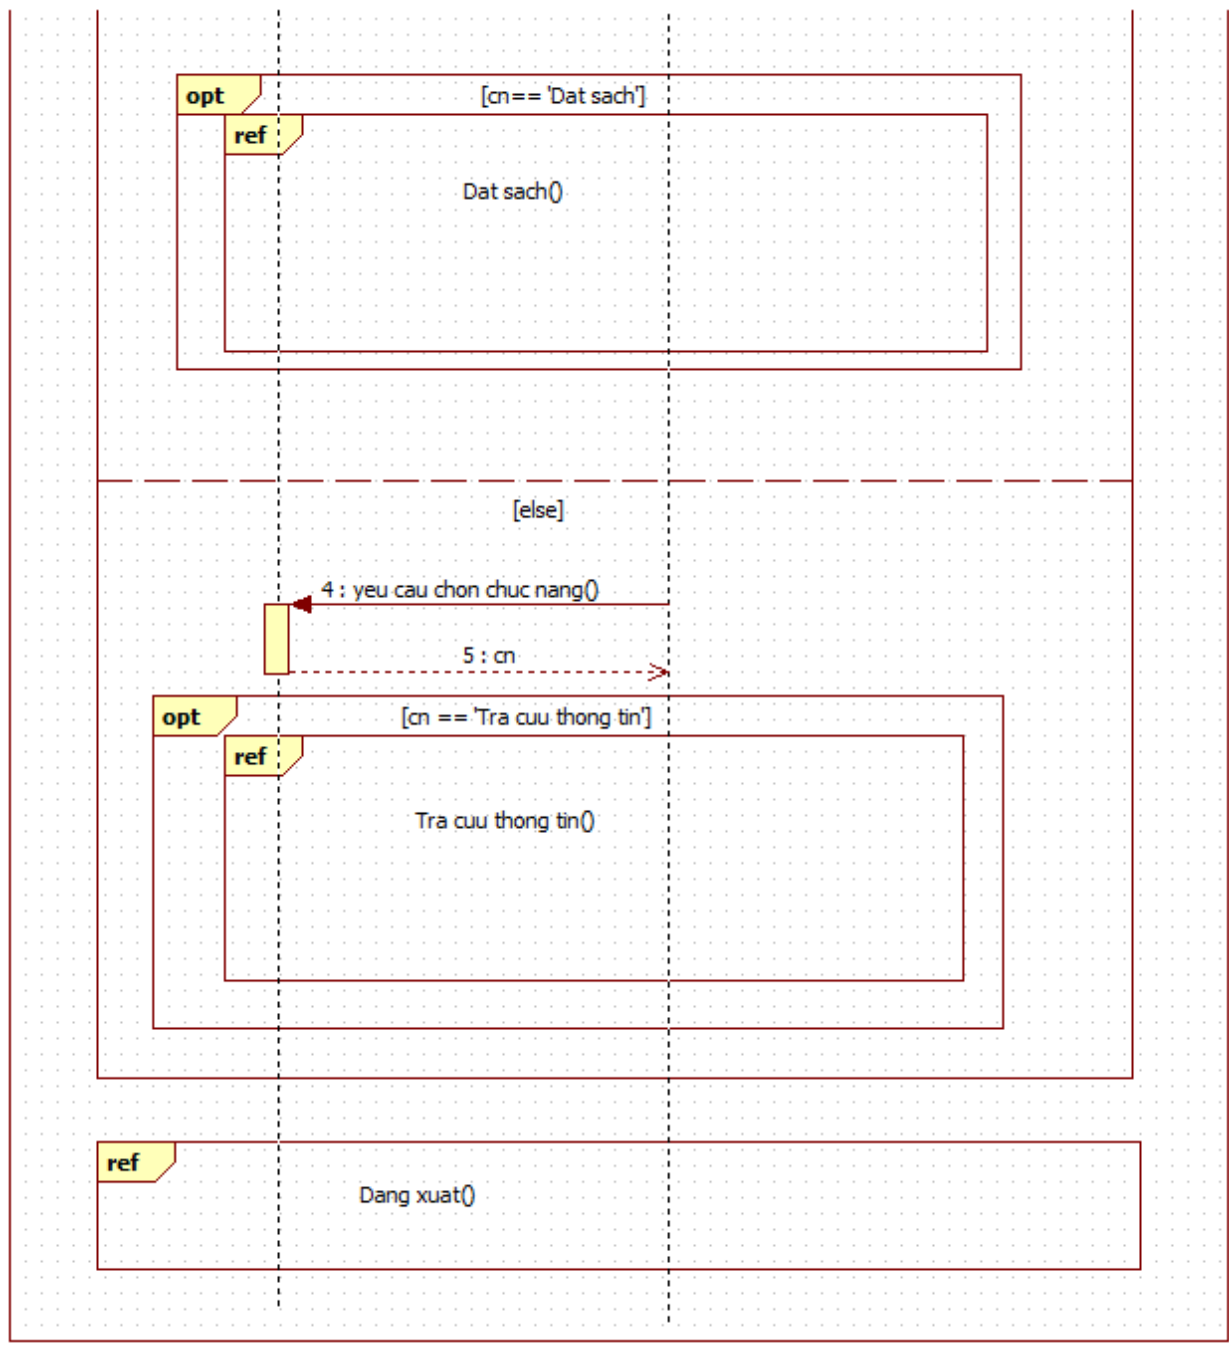 opt
[cn== 'Dat sach']
ref
Dat sach()
[else]
4 : yeu cau chon chuc nang()
5 : cn
opt
[cn == 'Tra cuu thong tin']
ref
Tra cuu thong tin()
ref
Dang xuat()